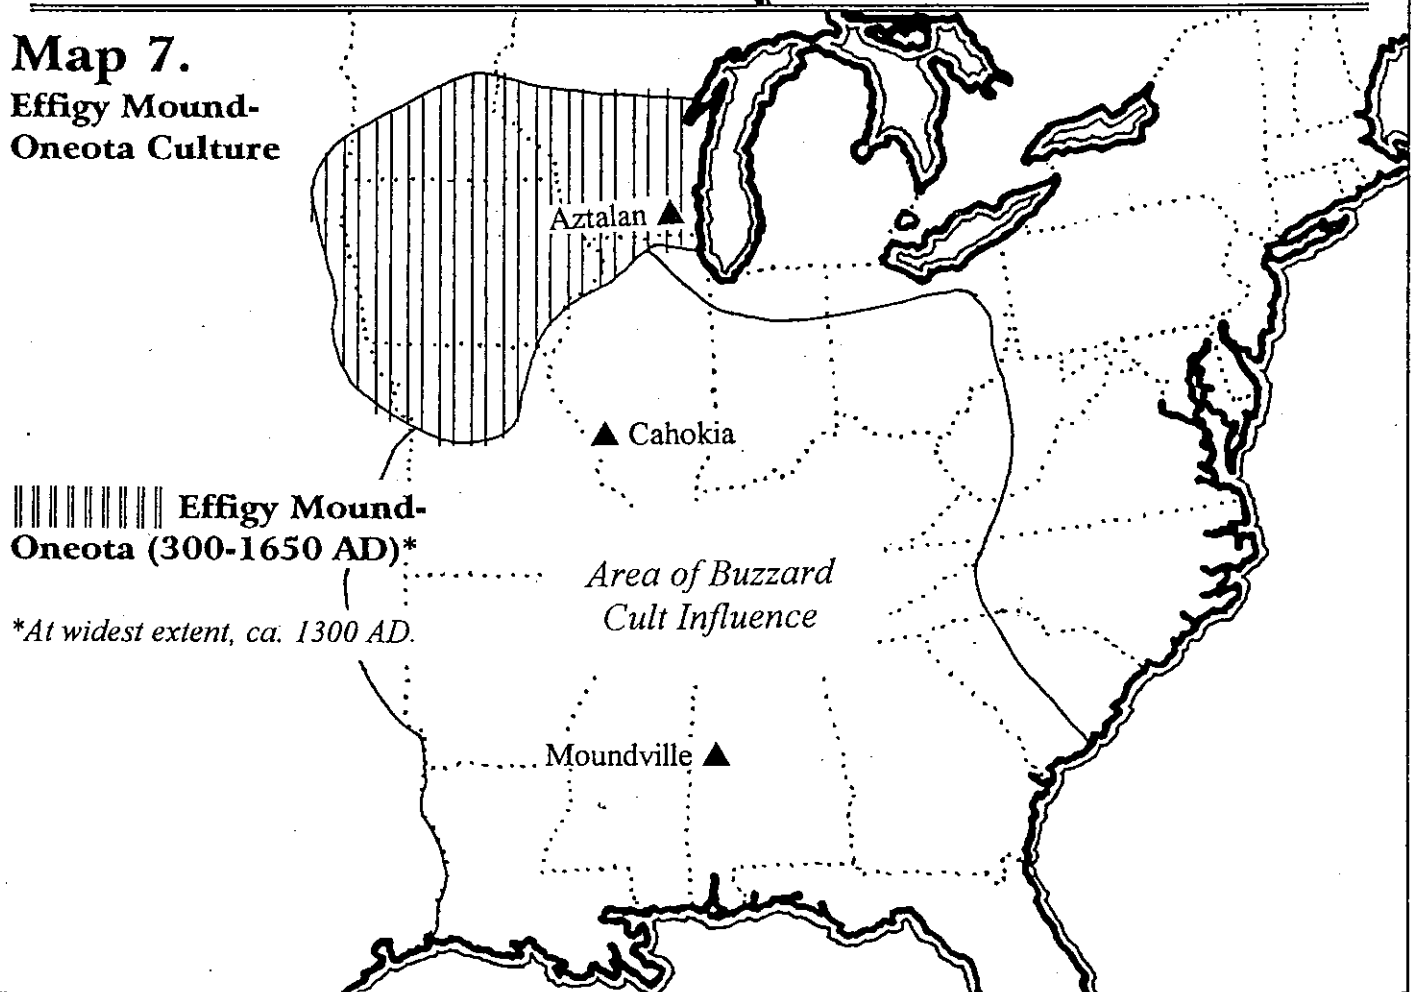 Map 7.
Effigy Mound-
Oneota Culture
Aztalan
Cahokia
Effigy Mound-
Oneota (300-1650 AD)*
Area of Buzzard
Cult Influence
*At widest extent, ca. 1300 AD.
Moundville